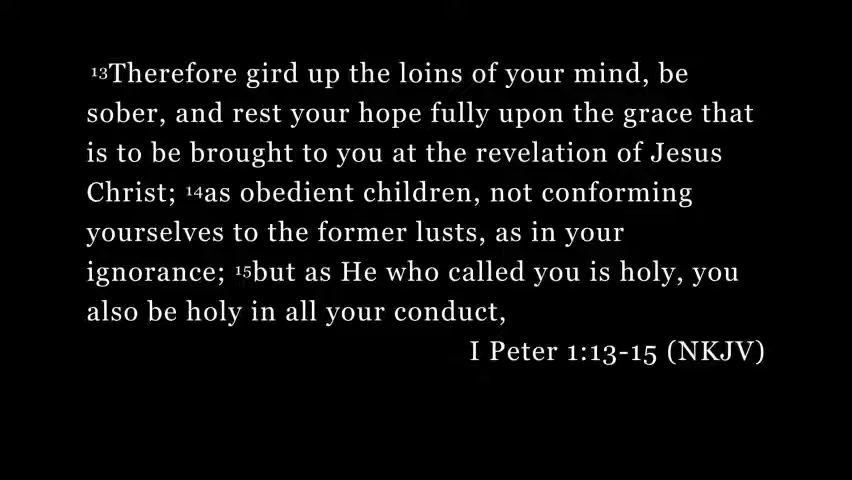 13Therefore gird up the loins of your mind, be
sober, and rest your hope fully upon the grace that
is to be brought to you at the revelation of Jesus
Christ; 14as obedient children, not conforming
yourselves to the former lusts, as in your
ignorance; 15but as He who called you is holy, you
also be holy in all your conduct,
I Peter 1:13-15 (NKJV)